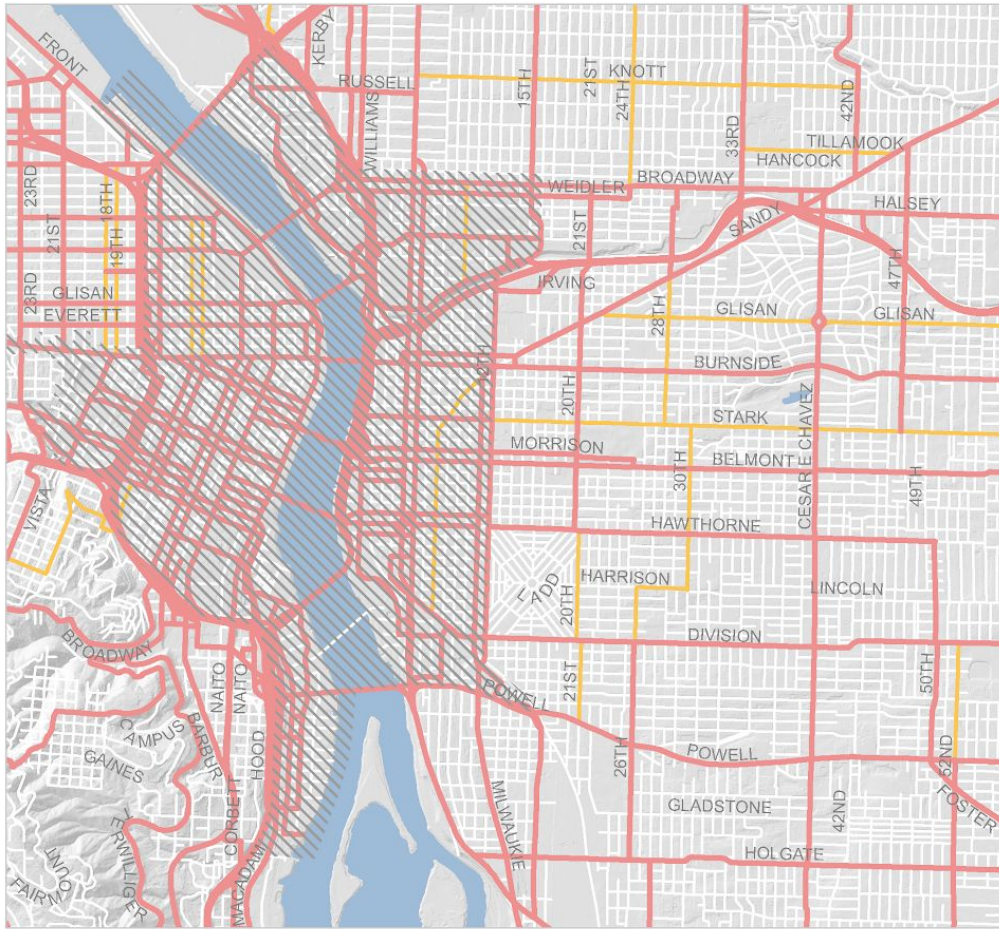 FRONT
KERBY
RUSSELL
WILLIAMS
15TH
21ST
KNOTT
24TH
33RD
42ND
TILLAMOOK
HANCOCK
BROADWAY
WEIDLER
23RD
18TH
21ST
19TH
HALSEY
SANDY
21ST
47TH
IRVING
23RD
GLISAN
EVERETT
28TH
GLISAN
GLISAN
12TH
BURNSIDE
20TH
STARK
CESAR E CHAVEZ
MORRISON
BELMONT
30TH
49TH
VISTA
HAWTHORNE
LADD
HARRISON
20TH
LINCOLN
DIVISION
BROADWAY
NAITO
NAITO
21ST
50TH
POWELL
CAMPUS
BARBUR
HOOD
GAINES
26TH
POWELL
52ND
FOSTER
CORBETT
MILWAUKIE
GLADSTONE
42ND
TERWILLIGER
HOLGATE
FAIRMOUNT
MACADAM